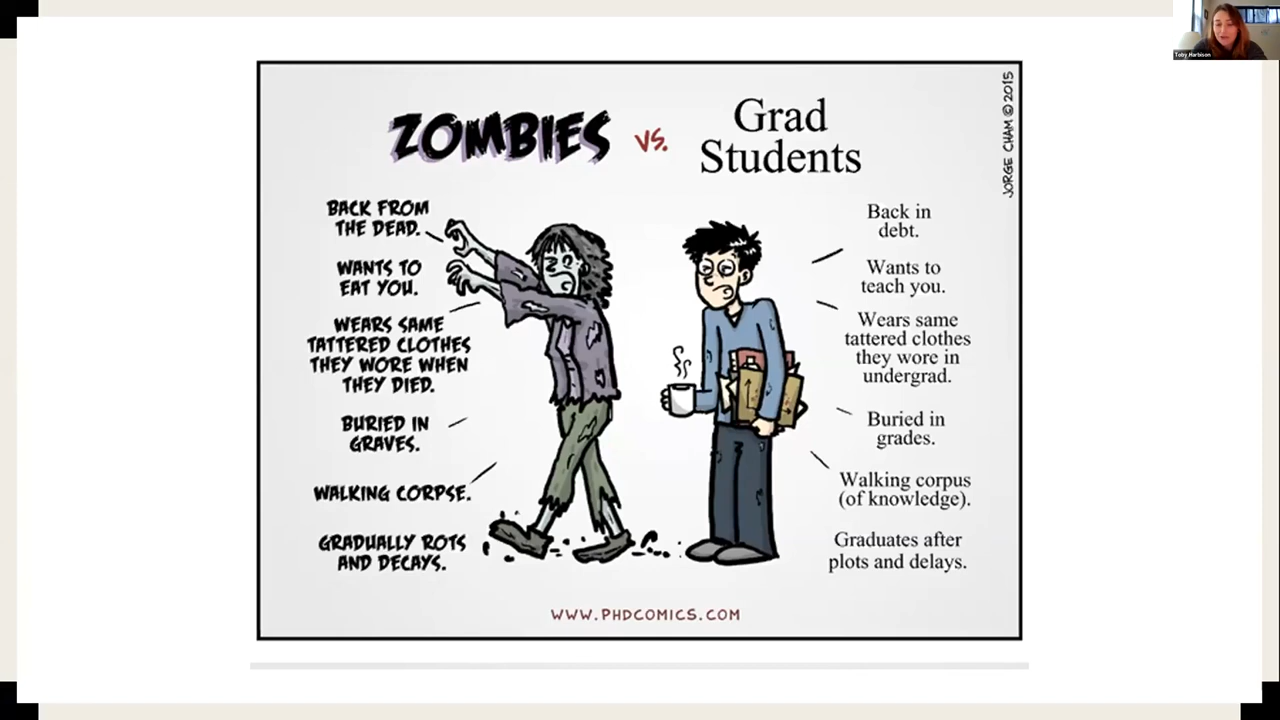 Toby Harbison
ZOMBIES
vs.
Grad
Students
JORGE CHAM © 2015
BACK FROM
THE DEAD.
WANTS TO
EAT YOU.
WEARS SAME
TATTERED CLOTHES
THEY WORE WHEN
THEY DIED.
BURIED IN
GRAVES.
WALKING CORPSE.
GRADUALLY ROTS
AND DECAYS.
Back in
debt.
Wants to
teach you.
Wears same
tattered clothes
they wore in
undergrad.
Buried in
grades.
Walking corpus
(of knowledge).
Graduates after
plots and delays.
WWW.PHDCOMICS.COM